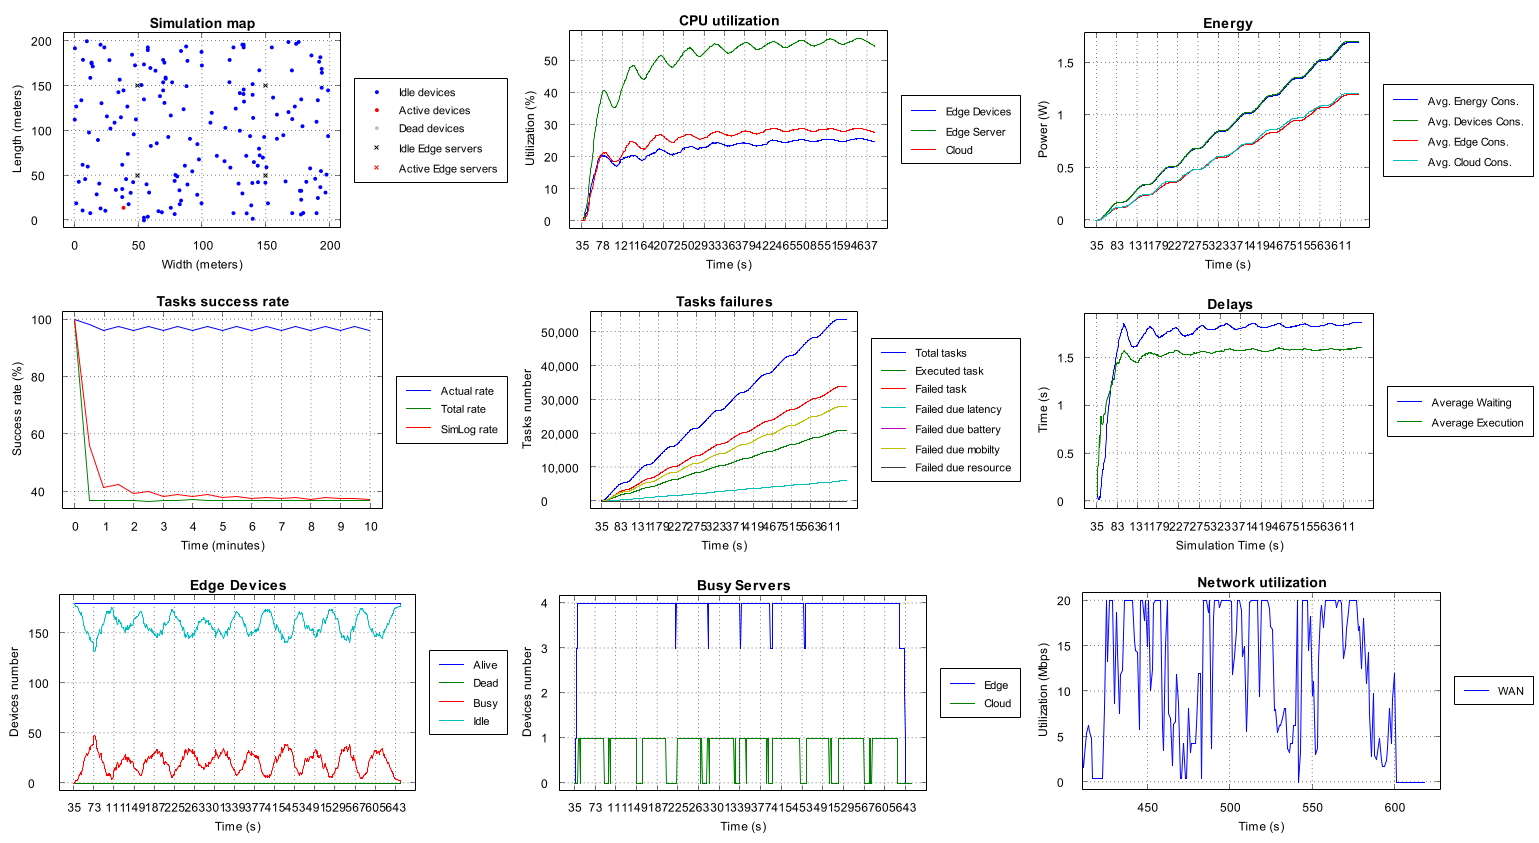 Simulation map
Length (meters)
200
150
100
50
0
0 50 100 150 200
Width (meters)
Idle devices
Active devices
Dead devices
Idle Edge servers
Active Edge servers
CPU utilization
Utilization (%)
50
40
30
20
10
0
Time (s)
Edge Devices
Edge Server
Cloud
Energy
Power (W)
1.5
1
0.5
0
Time (s)
Avg. Energy Cons.
Avg. Devices Cons.
Avg. Edge Cons.
Avg. Cloud Cons.
Tasks success rate
Success rate (%)
100
80
60
40
0 1 2 3 4 5 6 7 8 9 10
Time (minutes)
Actual rate
Total rate
SimLog rate
Tasks failures
Tasks number
50,000
40,000
30,000
20,000
10,000
0
Time (s)
Total tasks
Executed task
Failed task
Failed due latency
Failed due battery
Failed due mobilty
Failed due resource
Delays
Time (s)
1.5
1
0.5
0
Simulation Time (s)
Average Waiting
Average Execution
Edge Devices
Devices number
150
100
50
0
Time (s)
Alive
Dead
Busy
Idle
Busy Servers
Devices number
4
3
2
1
0
Time (s)
Edge
Cloud
Network utilization
Utilization (Mbps)
20
15
10
5
0
450 500 550 600
Time (s)
WAN